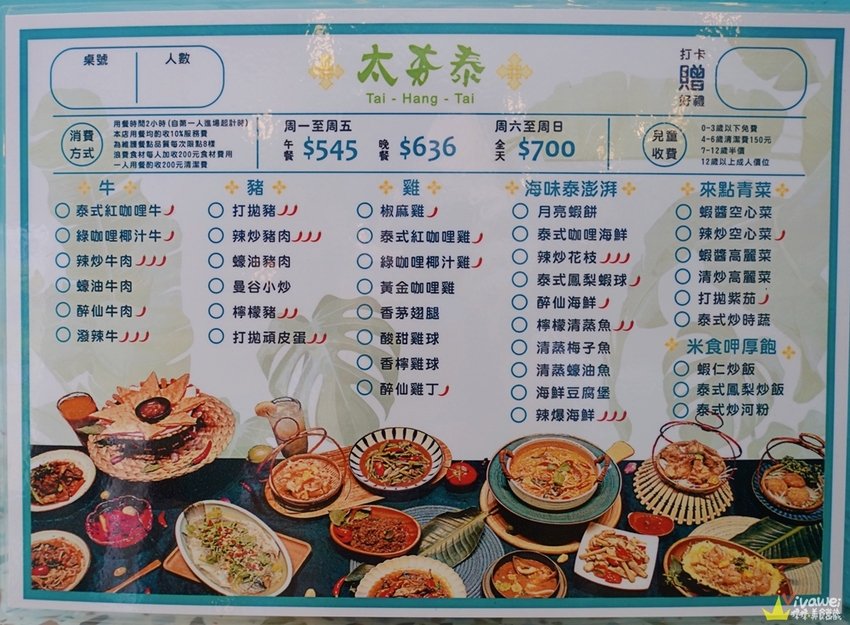 桌號 人數
太夯泰
Tai - Hang - Tai
打卡
贈
好禮
消費方式
用餐時間2小時(自第一人進場起計時)
本店用餐均酌收10%服務費
為維護餐點品質每次限點8樣
浪費食材每人加收200元食材費用
一人用餐酌收200元清潔費
周一至周五
午餐 $545 晚餐 $636
周六至周日
全天 $700
兒童收費
0-3歲以下免費
4-6歲清潔費150元
7-12歲半價
12歲以上成人價位
牛
泰式紅咖哩牛
綠咖哩椰汁牛
辣炒牛肉
蠔油牛肉
醉仙牛肉
潑辣牛
豬
打拋豬
辣炒豬肉
蠔油豬肉
曼谷小炒
檸檬豬
打拋頑皮蛋
雞
椒麻雞
泰式紅咖哩雞
綠咖哩椰汁雞
黃金咖哩雞
香茅翅腿
酸甜雞球
香檸雞球
醉仙雞丁
海味泰澎湃
月亮蝦餅
泰式咖哩海鮮
辣炒花枝
泰式鳳梨蝦球
醉仙海鮮
檸檬清蒸魚
清蒸梅子魚
清蒸蠔油魚
海鮮豆腐堡
辣爆海鮮
來點青菜
蝦醬空心菜
辣炒空心菜
蝦醬高麗菜
清炒高麗菜
打拋紫茄
泰式炒時蔬
米食呷厚飽
蝦仁炒飯
泰式鳳梨炒飯
泰式炒河粉
Vivawei